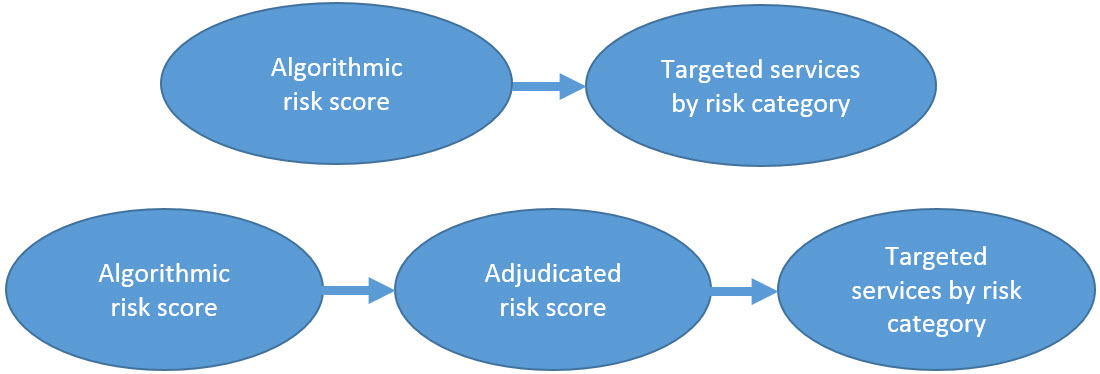 Algorithmic
risk score
Targeted services
by risk category
Algorithmic
risk score
Adjudicated
risk score
Targeted
services by risk
category